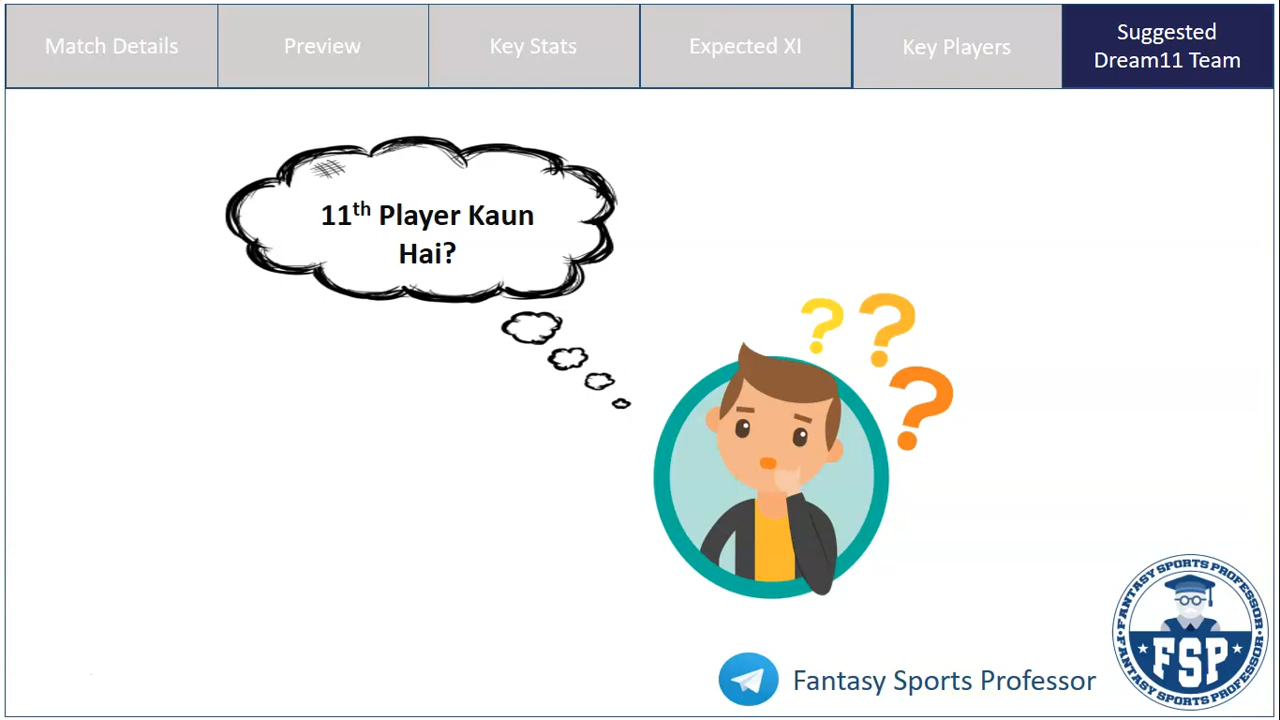 Match Details
Preview
Key Stats
Expected XI
Key Players
Suggested
Dream11 Team
11th Player Kaun
Hai?
? ? ?
Fantasy Sports Professor
•FANTASY SPORTS PROFESSOR•
FSP
FANTASY SPORTS PROFESSOR